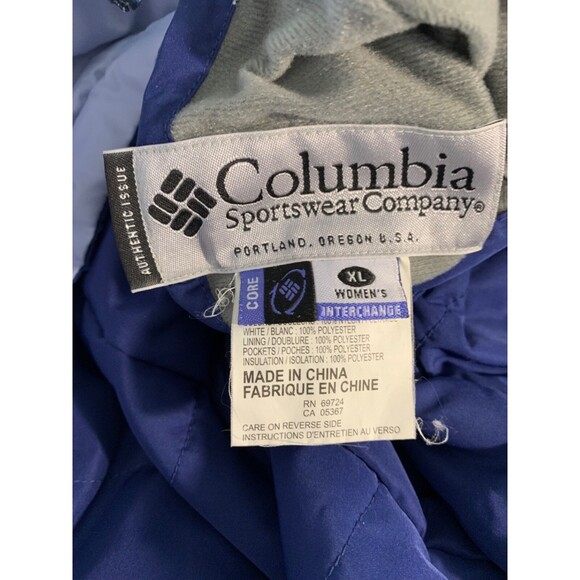 AUTHENTIC ISSUE
Columbia
Sportswear Company®
PORTLAND, OREGON U.S.A.
CORE
XL
WOMEN'S
INTERCHANGE
WHITE / BLANC : 100% POLYESTER
LINING / DOUBLURE : 100% POLYESTER
POCKETS / POCHES : 100% POLYESTER
INSULATION / ISOLATION : 100% POLYESTER
MADE IN CHINA
FABRIQUE EN CHINE
RN 69724
CA 05367
CARE ON REVERSE SIDE
INSTRUCTIONS D'ENTRETIEN AU VERSO